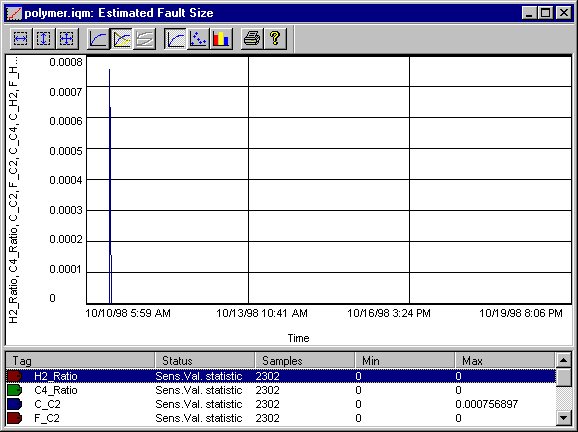 polymer.iqm: Estimated Fault Size
H2_Ratio, C4_Ratio, C_C2, F_C2, C_C4, C_H2, F_H...
0.0008
0.0007
0.0006
0.0005
0.0004
0.0003
0.0002
0.0001
0
10/10/98 5:59 AM 10/13/98 10:41 AM 10/16/98 3:24 PM 10/19/98 8:06 PM
Time
Tag Status Samples Min Max
H2_Ratio Sens.Val. statistic 2302 0 0
C4_Ratio Sens.Val. statistic 2302 0 0
C_C2 Sens.Val. statistic 2302 0 0.000756897
F_C2 Sens.Val. statistic 2302 0 0